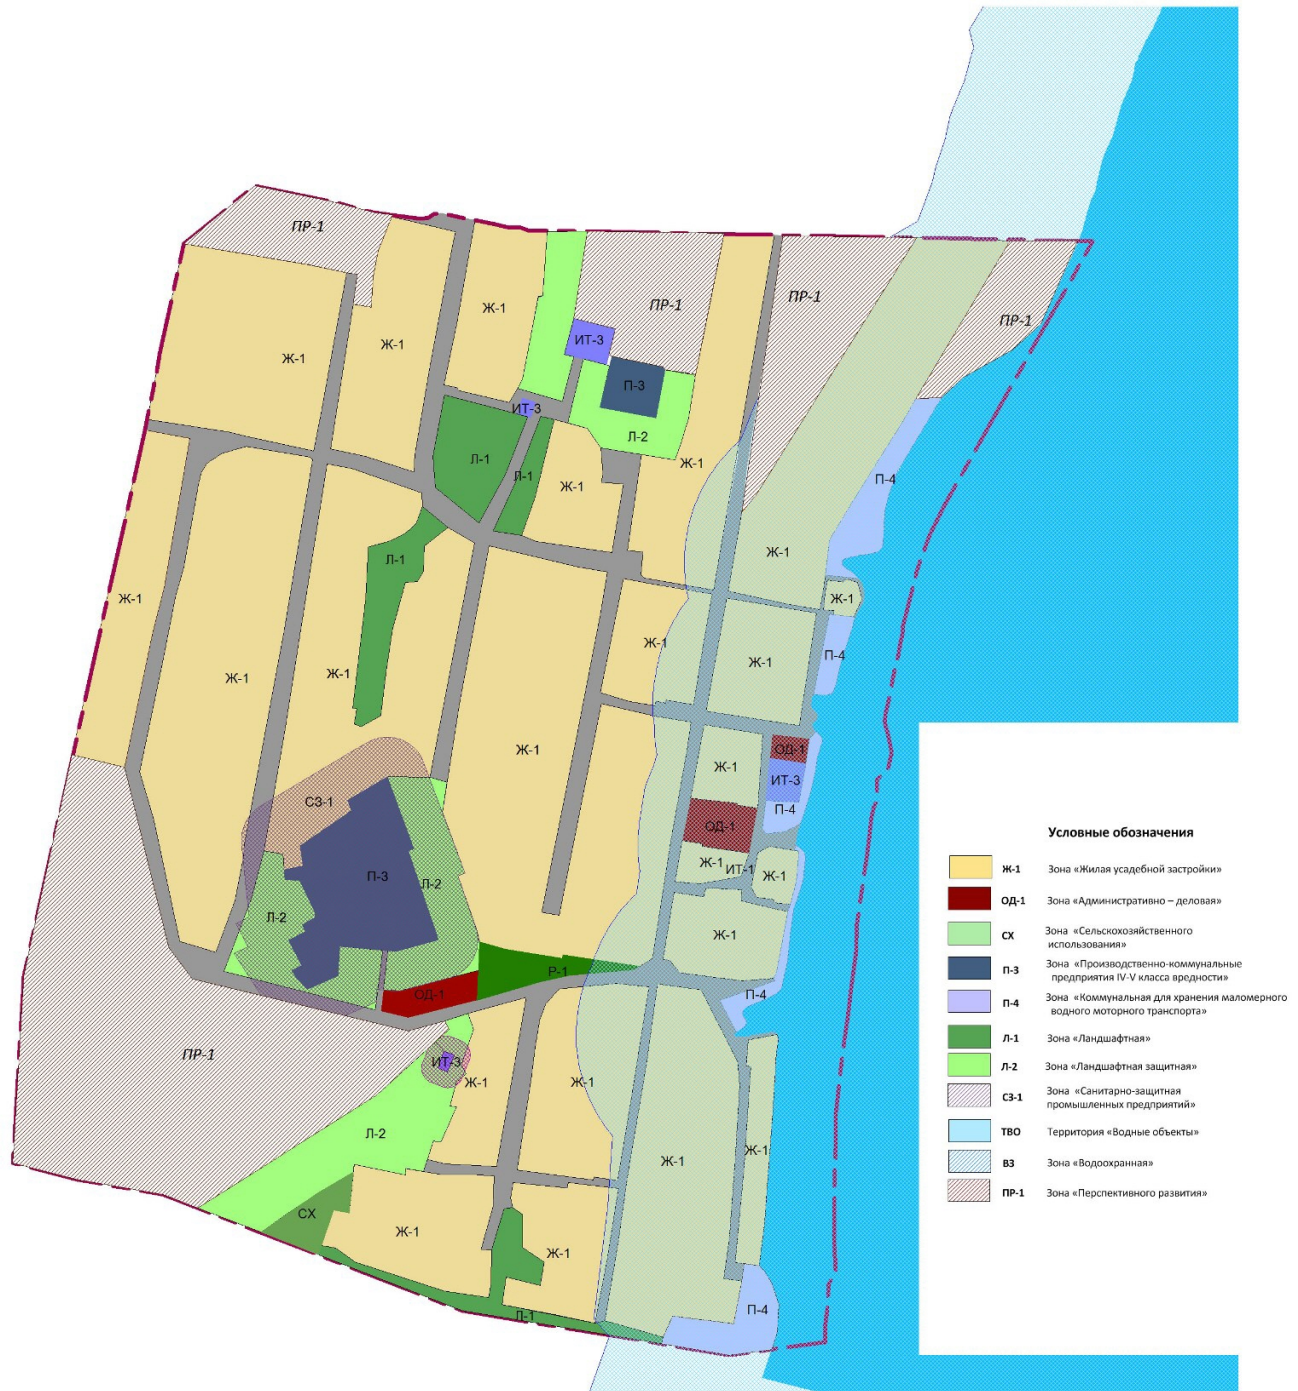 ПР-1
Ж-1
ПР-1
ПР-1
ПР-1
ИТ-3
Ж-1
Ж-1
П-3
ИТ-3
Л-2
Л-1
Ж-1
Л-1
Ж-1
П-4
Л-1
Ж-1
Ж-1
Ж-1
Ж-1
П-4
Ж-1
Ж-1
Ж-1
Ж-1
ОД-1
Ж-1
ИТ-3
СЗ-1
П-4
ОД-1
Ж-1
ИТ-1
Ж-1
П-3
Л-2
Л-2
Ж-1
Р-1
ОД-1
П-4
ПР-1
ИТ-3
Ж-1
Ж-1
Л-2
Ж-1
Ж-1
СХ
Ж-1
Ж-1
Л-1
П-4
Условные обозначения
Ж-1 Зона «Жилая усадебной застройки»
ОД-1 Зона «Административно – деловая»
СХ Зона «Сельскохозяйственного
использования»
П-3 Зона «Производственно-коммунальные
предприятия IV-V класса вредности»
П-4 Зона «Коммунальная для хранения маломерного
водного моторного транспорта»
Л-1 Зона «Ландшафтная»
Л-2 Зона «Ландшафтная защитная»
СЗ-1 Зона «Санитарно-защитная
промышленных предприятий»
ТВО Территория «Водные объекты»
ВЗ Зона «Водоохранная»
ПР-1 Зона «Перспективного развития»